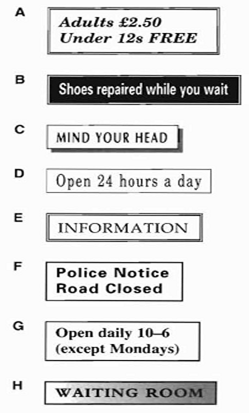 A
Adults £2.50
Under 12s FREE
B
Shoes repaired while you wait
C
MIND YOUR HEAD
D
Open 24 hours a day
E
INFORMATION
F
Police Notice
Road Closed
G
Open daily 10–6
(except Mondays)
H
WAITING ROOM